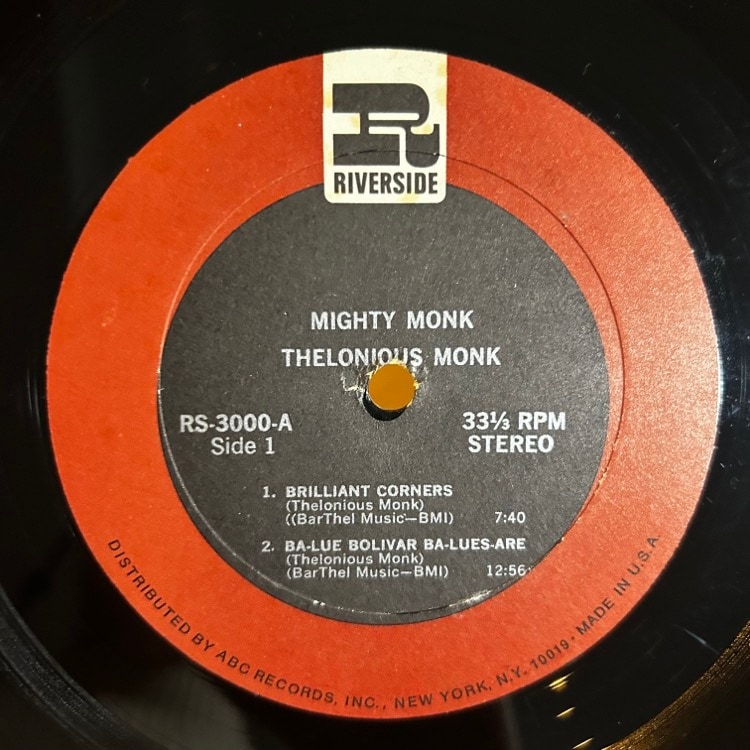 R
RIVERSIDE
MIGHTY MONK
THELONIOUS MONK
RS-3000-A
Side 1
33⅓ RPM
STEREO
1. BRILLIANT CORNERS
(Thelonious Monk)
((BarThel Music—BMI) 7:40
2. BA-LUE BOLIVAR BA-LUES-ARE
(Thelonious Monk)
(BarThel Music—BMI) 12:56
DISTRIBUTED BY ABC RECORDS, INC., NEW YORK, N.Y. 10019 · MADE IN U.S.A.